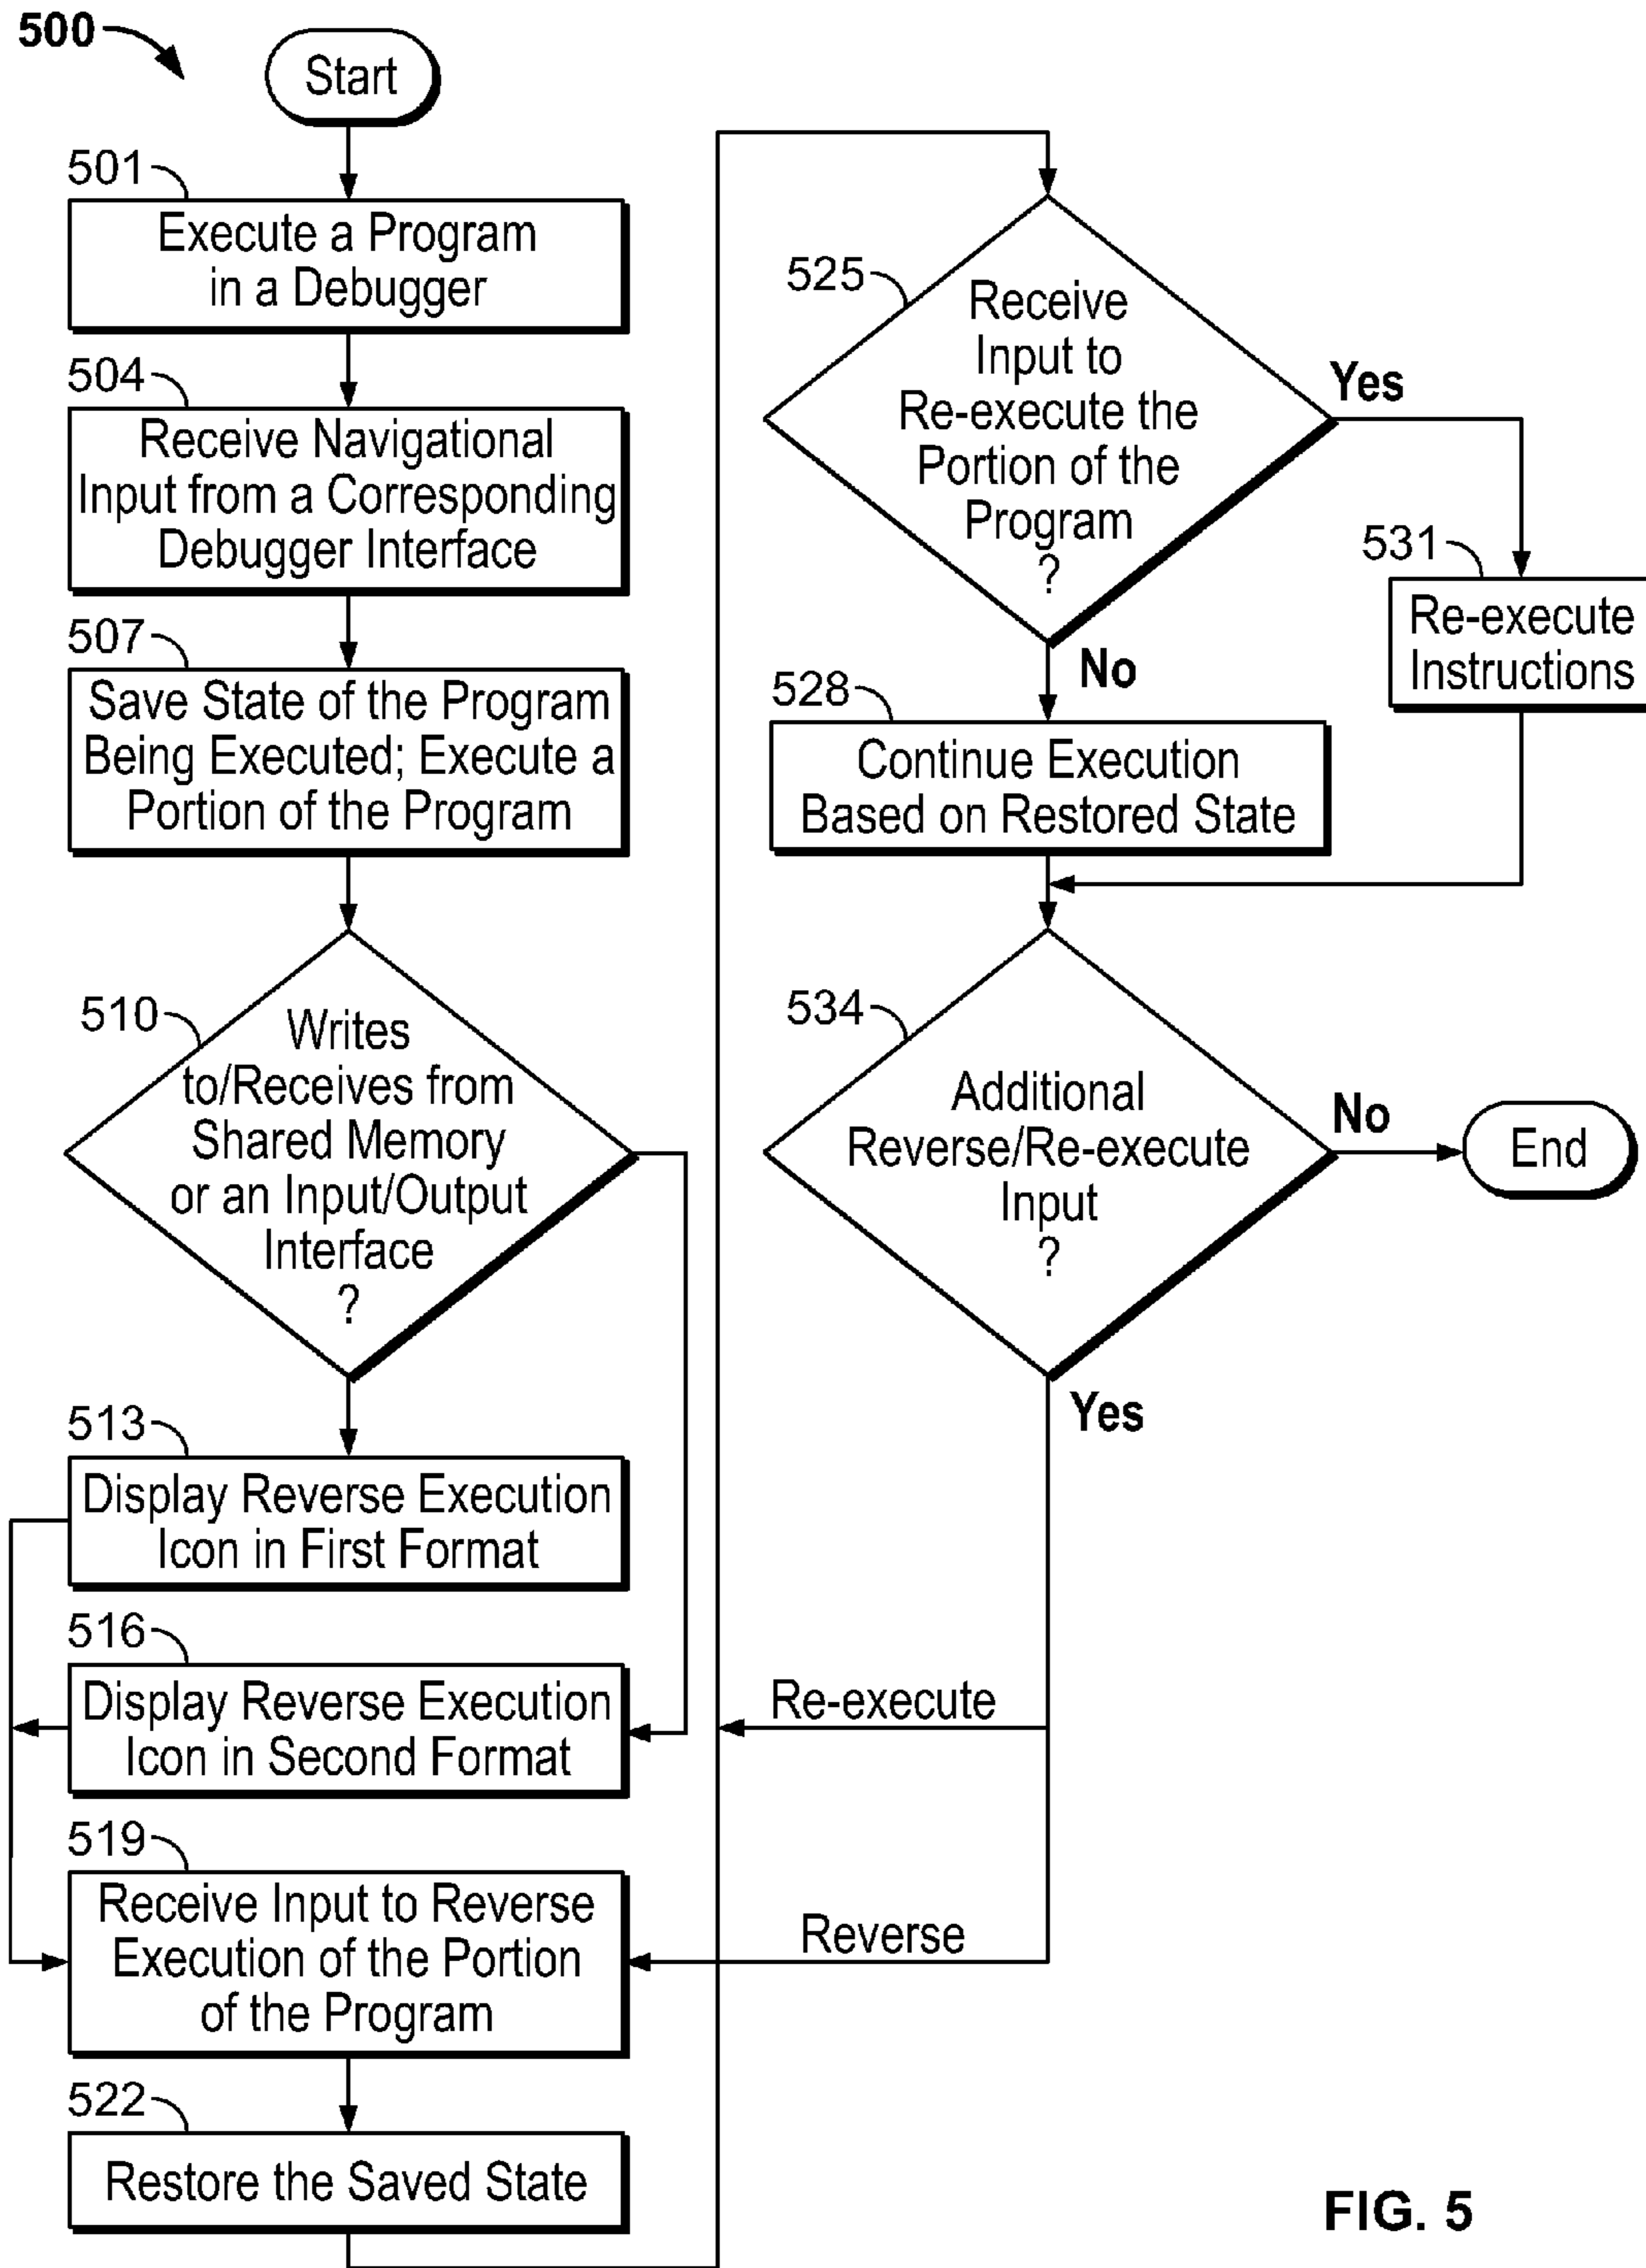 500
Start
501
Execute a Program
in a Debugger
504
Receive Navigational
Input from a Corresponding
Debugger Interface
507
Save State of the Program
Being Executed; Execute a
Portion of the Program
510
Writes
to/Receives from
Shared Memory
or an Input/Output
Interface
?
513
Display Reverse Execution
Icon in First Format
516
Display Reverse Execution
Icon in Second Format
519
Receive Input to Reverse
Execution of the Portion
of the Program
522
Restore the Saved State
525
Receive
Input to
Re-execute the
Portion of the
Program
?
Yes
No
531
Re-execute
Instructions
528
Continue Execution
Based on Restored State
534
Additional
Reverse/Re-execute
Input
?
No
End
Yes
Re-execute
Reverse
FIG. 5